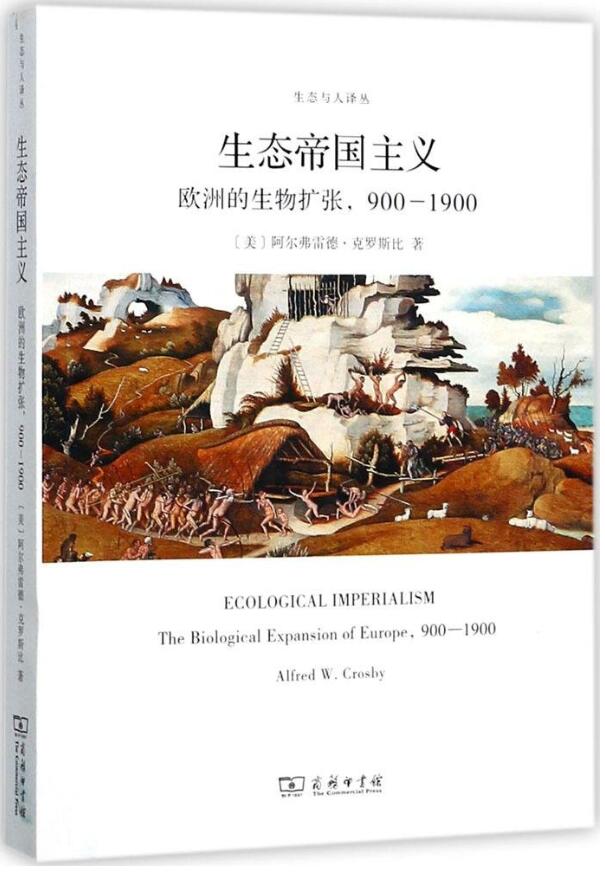 生态与人译丛
生态帝国主义
欧洲的生物扩张，900－1900
〔美〕阿尔弗雷德·克罗斯比 著
ECOLOGICAL IMPERIALISM
The Biological Expansion of Europe, 900—1900
Alfred W. Crosby
商务印书馆
生态与人译丛
生态帝国主义
欧洲的生物扩张，900－1900
〔美〕阿尔弗雷德·克罗斯比 著
商务印书馆
The Commercial Press